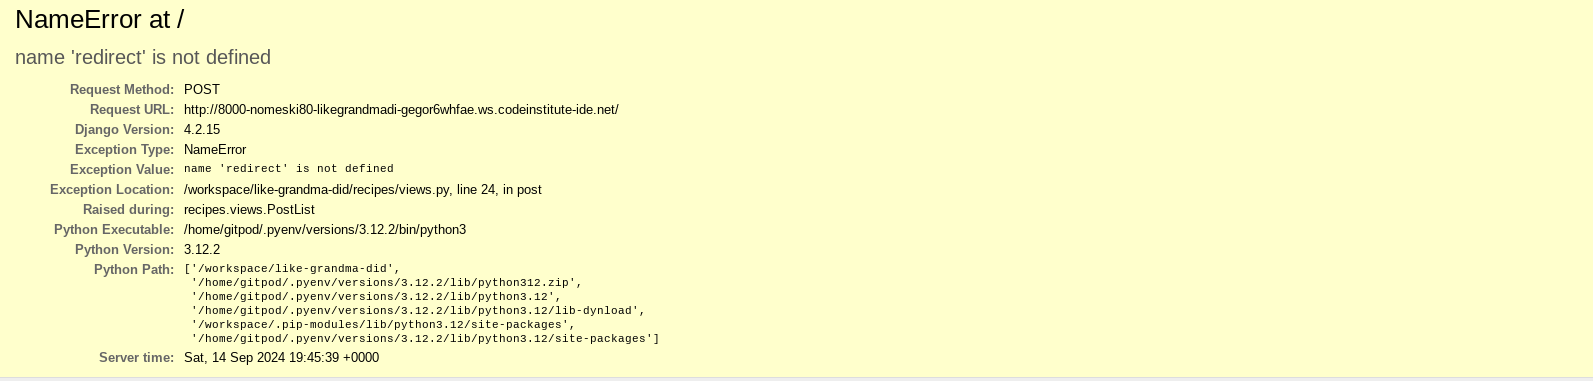 NameError at /
name 'redirect' is not defined
Request Method: POST
Request URL: http://8000-nomeski80-likegrandmadi-gegor6whfae.ws.codeinstitute-ide.net/
Django Version: 4.2.15
Exception Type: NameError
Exception Value: name 'redirect' is not defined
Exception Location: /workspace/like-grandma-did/recipes/views.py, line 24, in post
Raised during: recipes.views.PostList
Python Executable: /home/gitpod/.pyenv/versions/3.12.2/bin/python3
Python Version: 3.12.2
Python Path: ['/workspace/like-grandma-did',
'/home/gitpod/.pyenv/versions/3.12.2/lib/python312.zip',
'/home/gitpod/.pyenv/versions/3.12.2/lib/python3.12',
'/home/gitpod/.pyenv/versions/3.12.2/lib/python3.12/lib-dynload',
'/workspace/.pip-modules/lib/python3.12/site-packages',
'/home/gitpod/.pyenv/versions/3.12.2/lib/python3.12/site-packages']
Server time: Sat, 14 Sep 2024 19:45:39 +0000